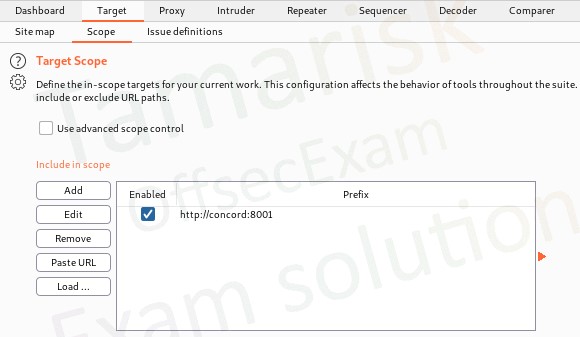 Dashboard Target Proxy Intruder Repeater Sequencer Decoder Comparer
Site map Scope Issue definitions
Target Scope
Define the in-scope targets for your current work. This configuration affects the behavior of tools throughout the suite.
include or exclude URL paths.
Use advanced scope control
Include in scope
Add
Edit
Remove
Paste URL
Load ...
Enabled Prefix
http://concord:8001
Tamarisk
OffsecExam
Exam solution